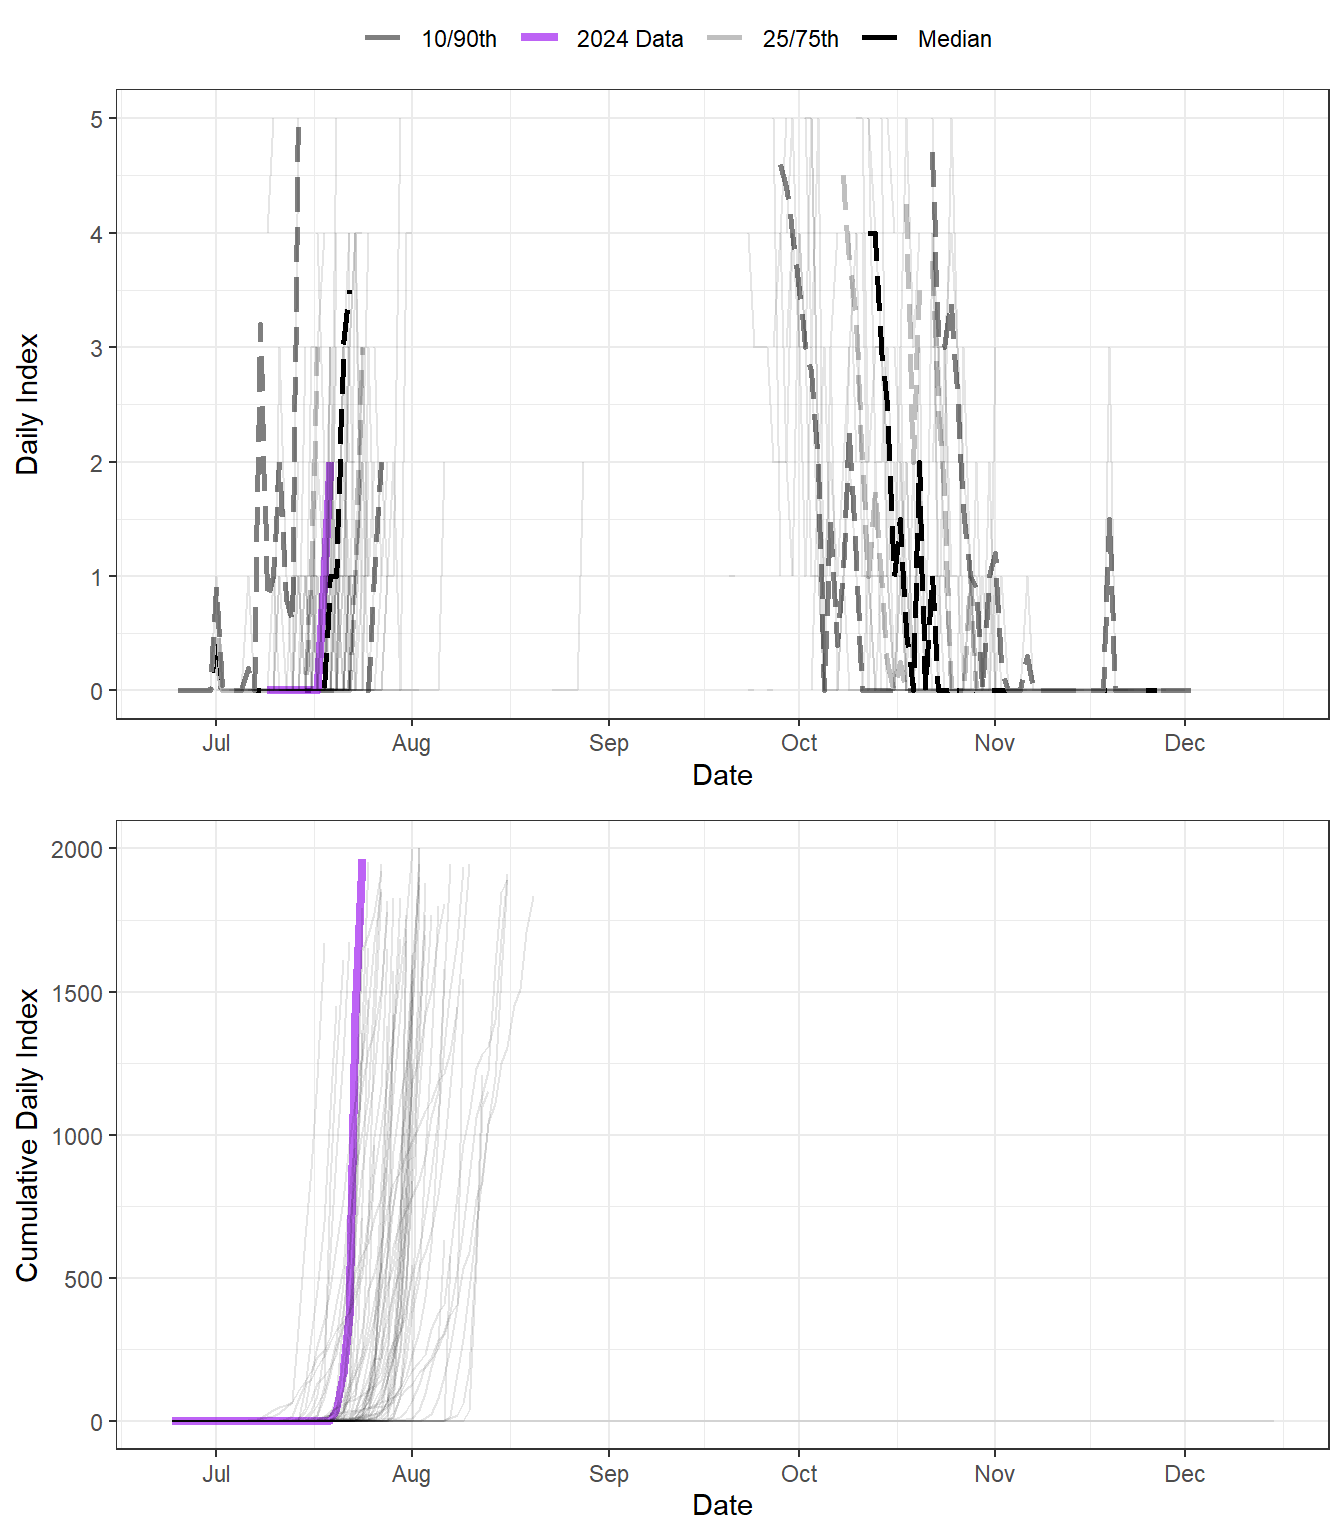 10/90th 2024 Data 25/75th Median
5
4
3
2
1
0
Daily Index
Jul Aug Sep Oct Nov Dec
Date
2000
1500
1000
500
0
Cumulative Daily Index
Jul Aug Sep Oct Nov Dec
Date